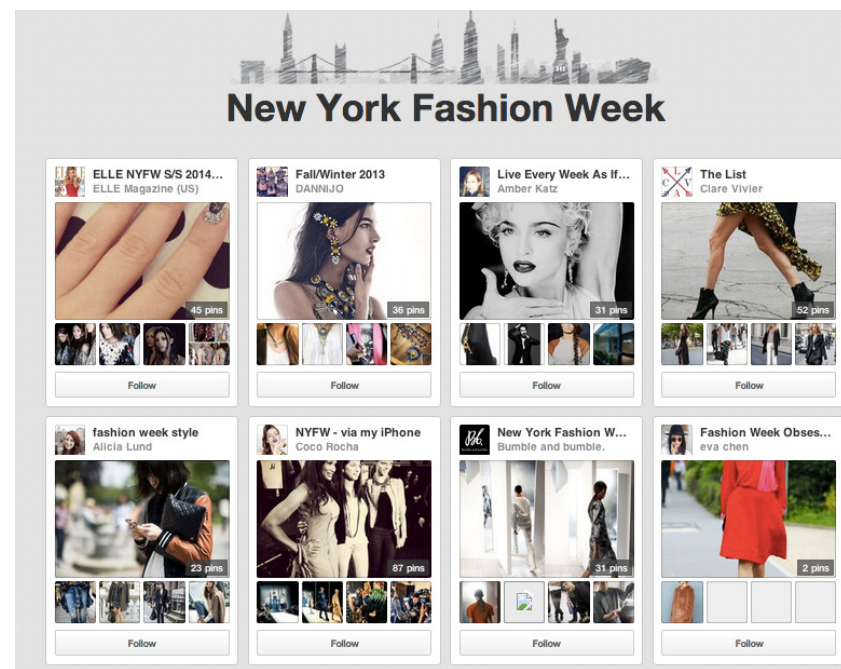 New York Fashion Week
ELLE NYFW S/S 2014...
ELLE Magazine (US)
45 pins
Follow
Fall/Winter 2013
DANNIJO
36 pins
Follow
Live Every Week As If...
Amber Katz
31 pins
Follow
The List
Clare Vivier
52 pins
Follow
fashion week style
Alicia Lund
23 pins
Follow
NYFW - via my iPhone
Coco Rocha
87 pins
Follow
Bb.
New York Fashion W...
Bumble and bumble.
31 pins
Follow
Fashion Week Obses...
eva chen
2 pins
Follow